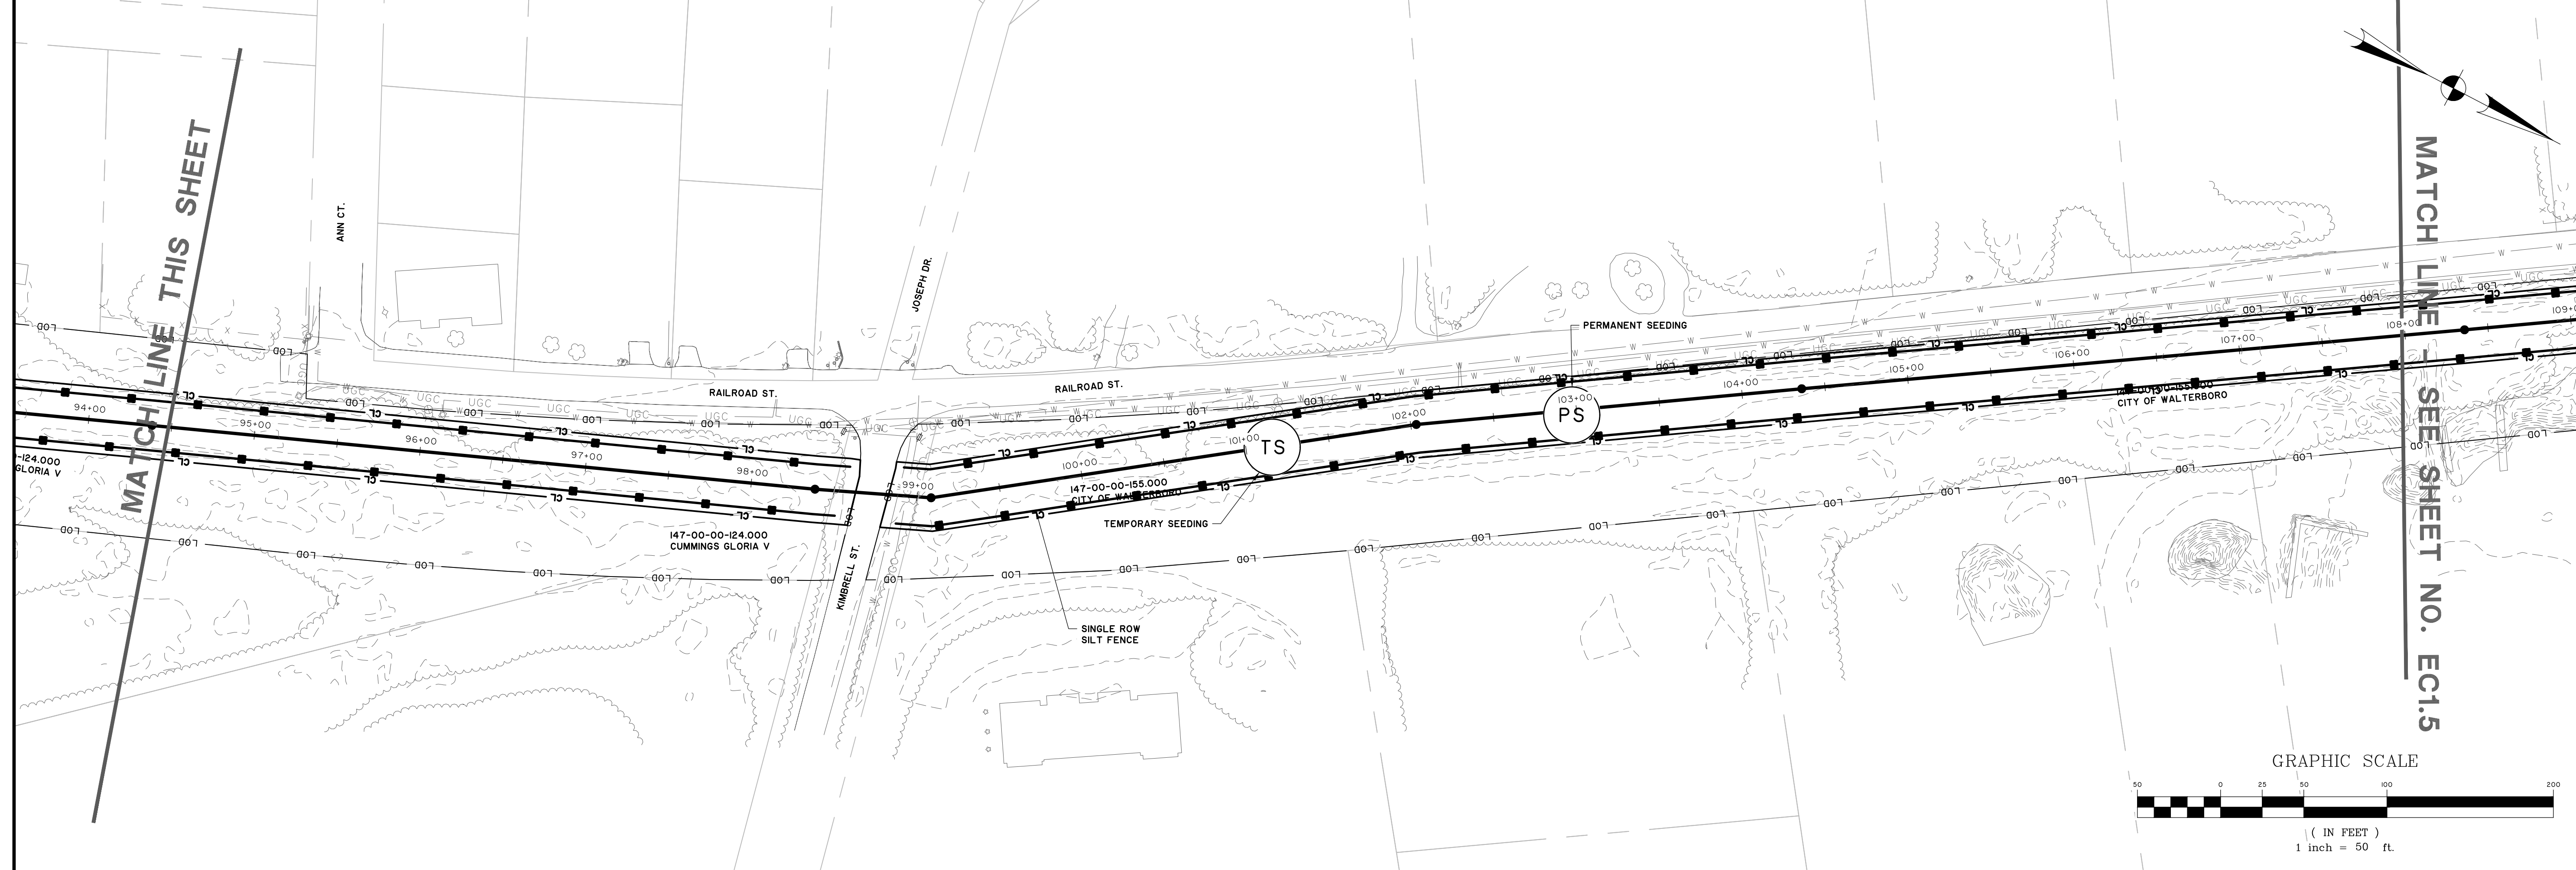 MATCH LINE THIS SHEET
ANN CT.
JOSEPH DR.
RAILROAD ST.
RAILROAD ST.
KIMBRELL ST.
94+00
95+00
96+00
97+00
98+00
99+00
100+00
101+00
102+00
103+00
104+00
105+00
106+00
107+00
108+00
109+0
-124.000
GLORIA V
147-00-00-124.000
CUMMINGS GLORIA V
147-00-00-155.000
CITY OF WALTERBORO
TS
TEMPORARY SEEDING
SINGLE ROW
SILT FENCE
PERMANENT SEEDING
PS
CITY OF WALTERBORO
LOD
CL
UGC
W
MATCH LINE - SEE SHEET NO. EC1.5
GRAPHIC SCALE
50 0 25 50 100 200
( IN FEET )
1 inch = 50 ft.